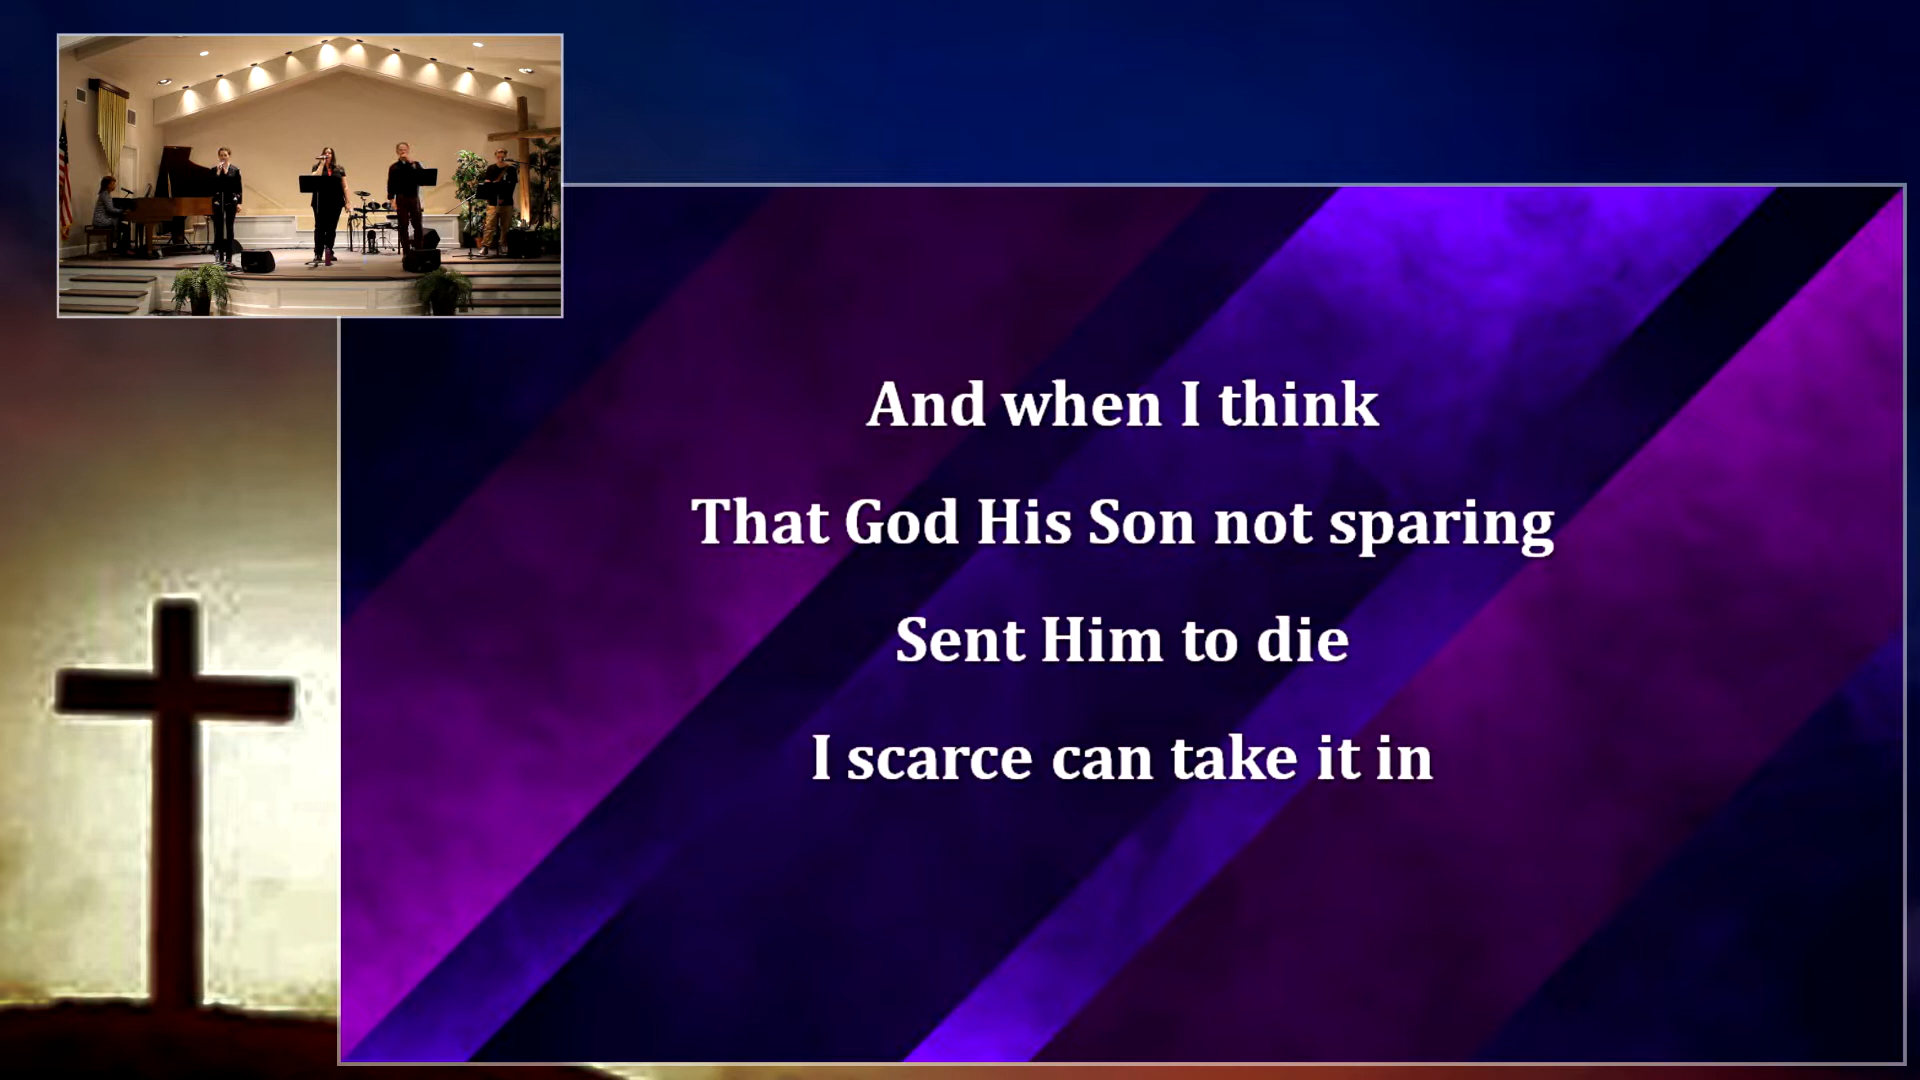 And when I think
That God His Son not sparing
Sent Him to die
I scarce can take it in